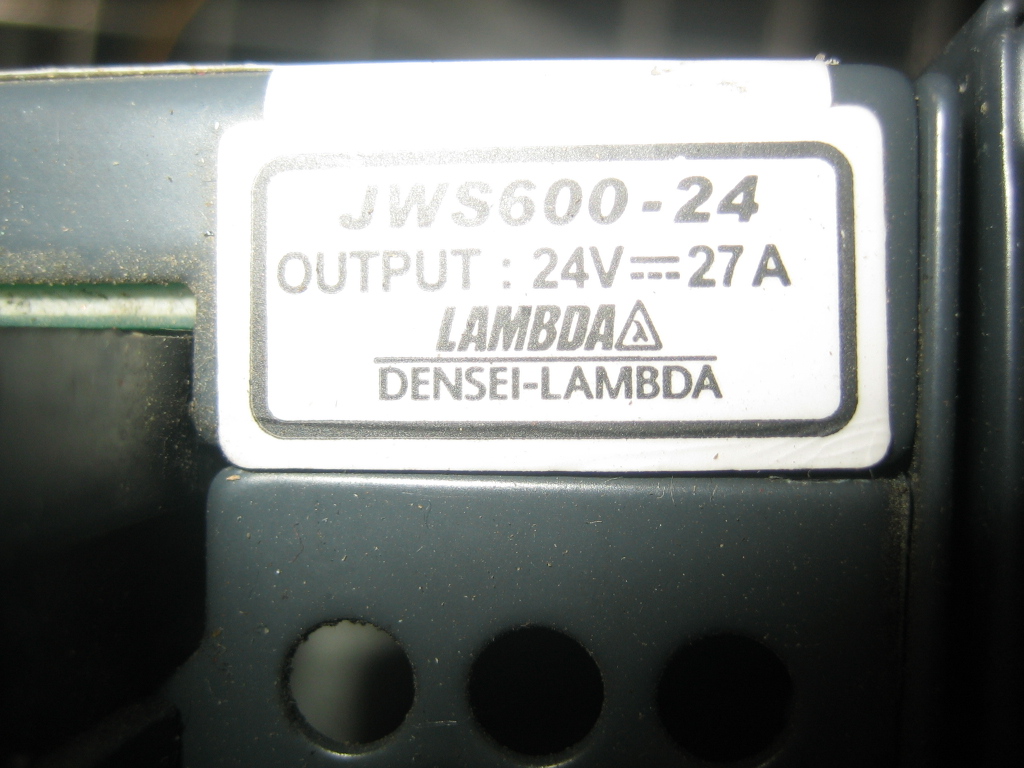 JWS600-24
OUTPUT : 24V⎓27A
LAMBDA
DENSEI-LAMBDA